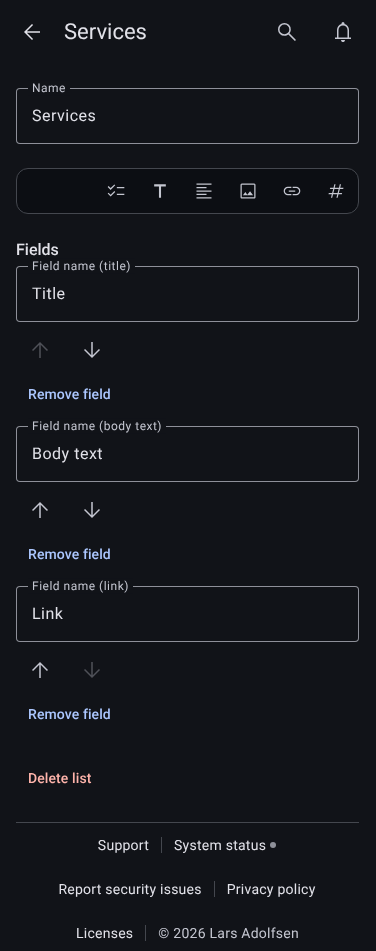 Services
Name
Services
Fields
Field name (title)
Title
Remove field
Field name (body text)
Body text
Remove field
Field name (link)
Link
Remove field
Delete list
Support
System status
Report security issues
Privacy policy
Licenses
© 2026 Lars Adolfsen